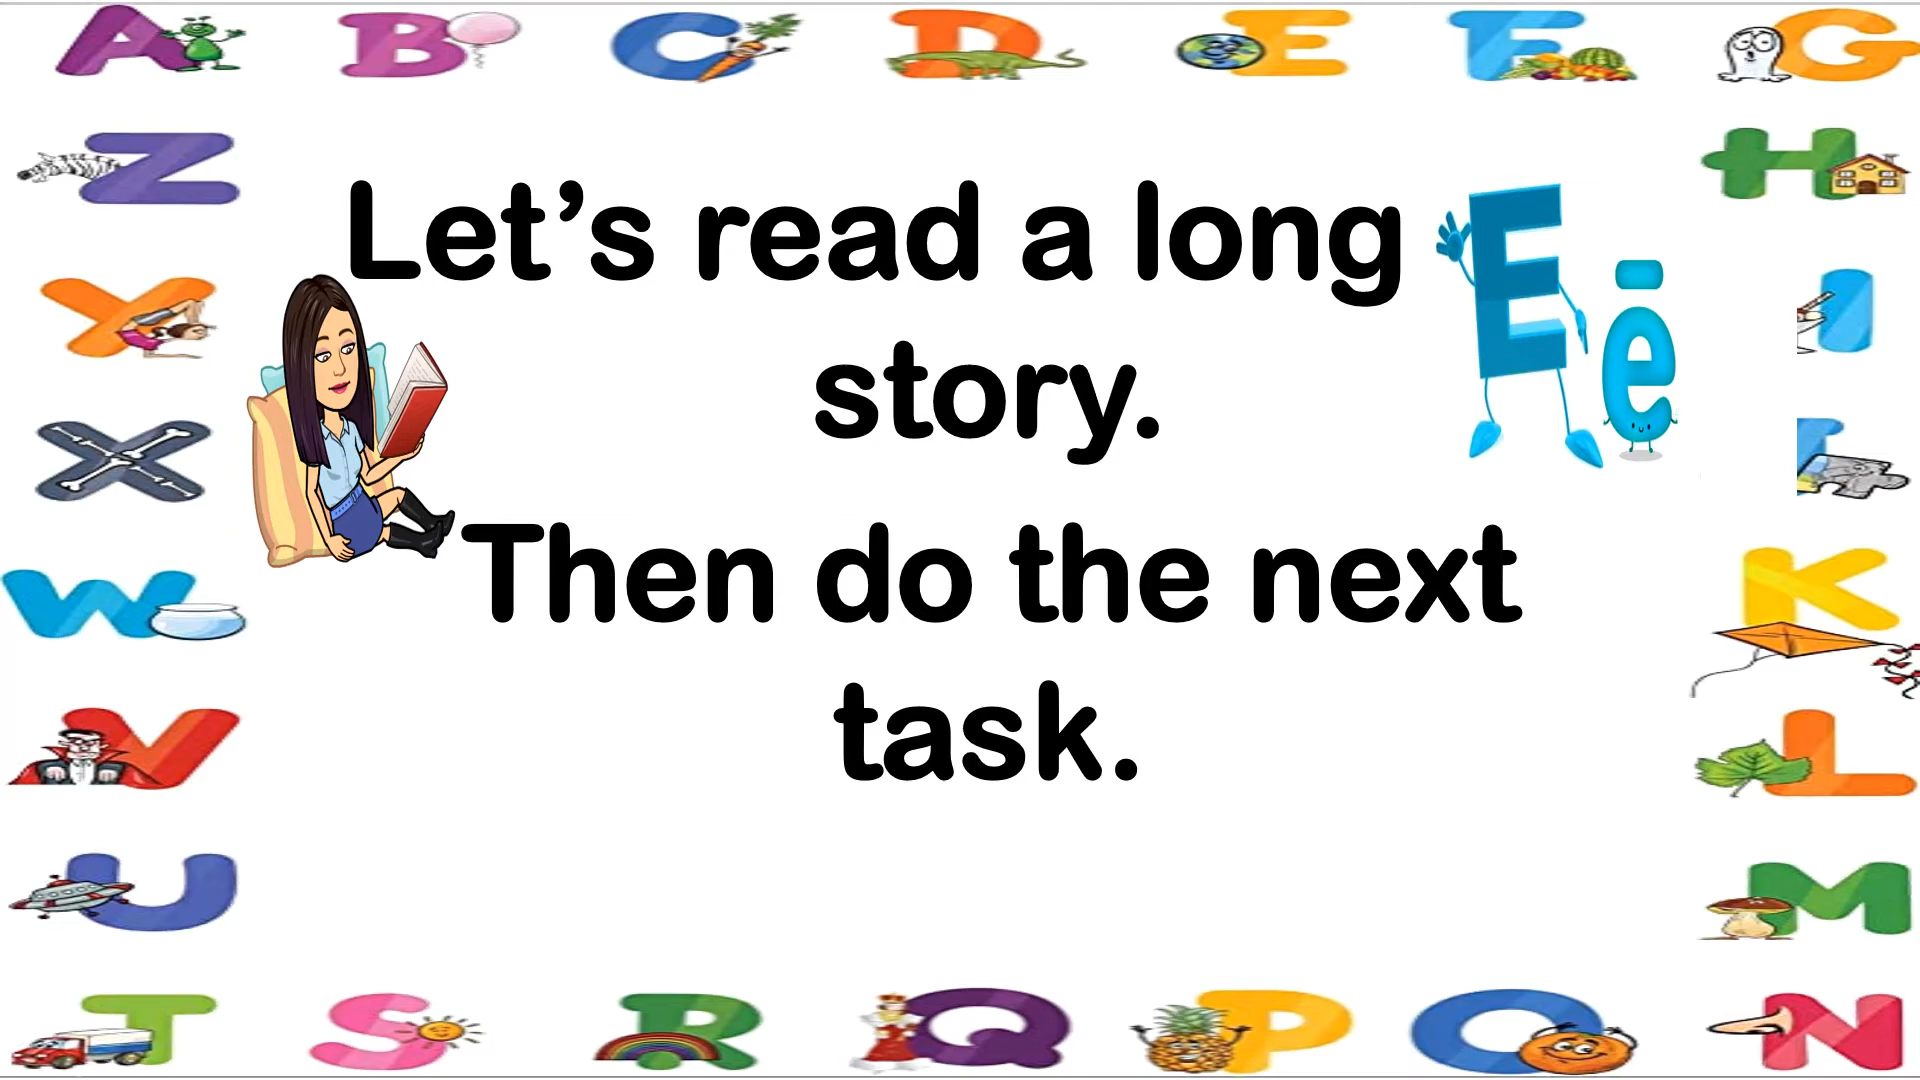 A B C D E F G
Z H
Let’s read a long E ē
Y I
story.
X J
Then do the next
W K
task.
V L
U M
T S R Q P O N